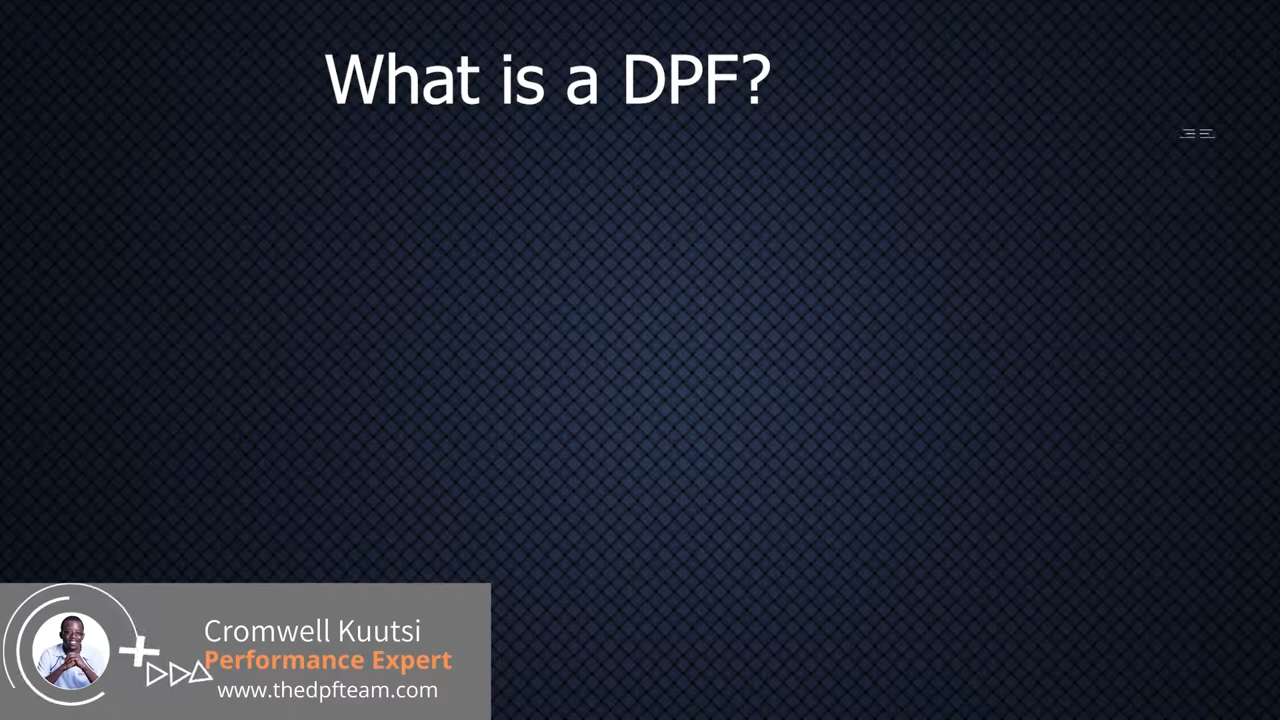 What is a DPF?
Cromwell Kuutsi
Performance Expert
www.thedpfteam.com